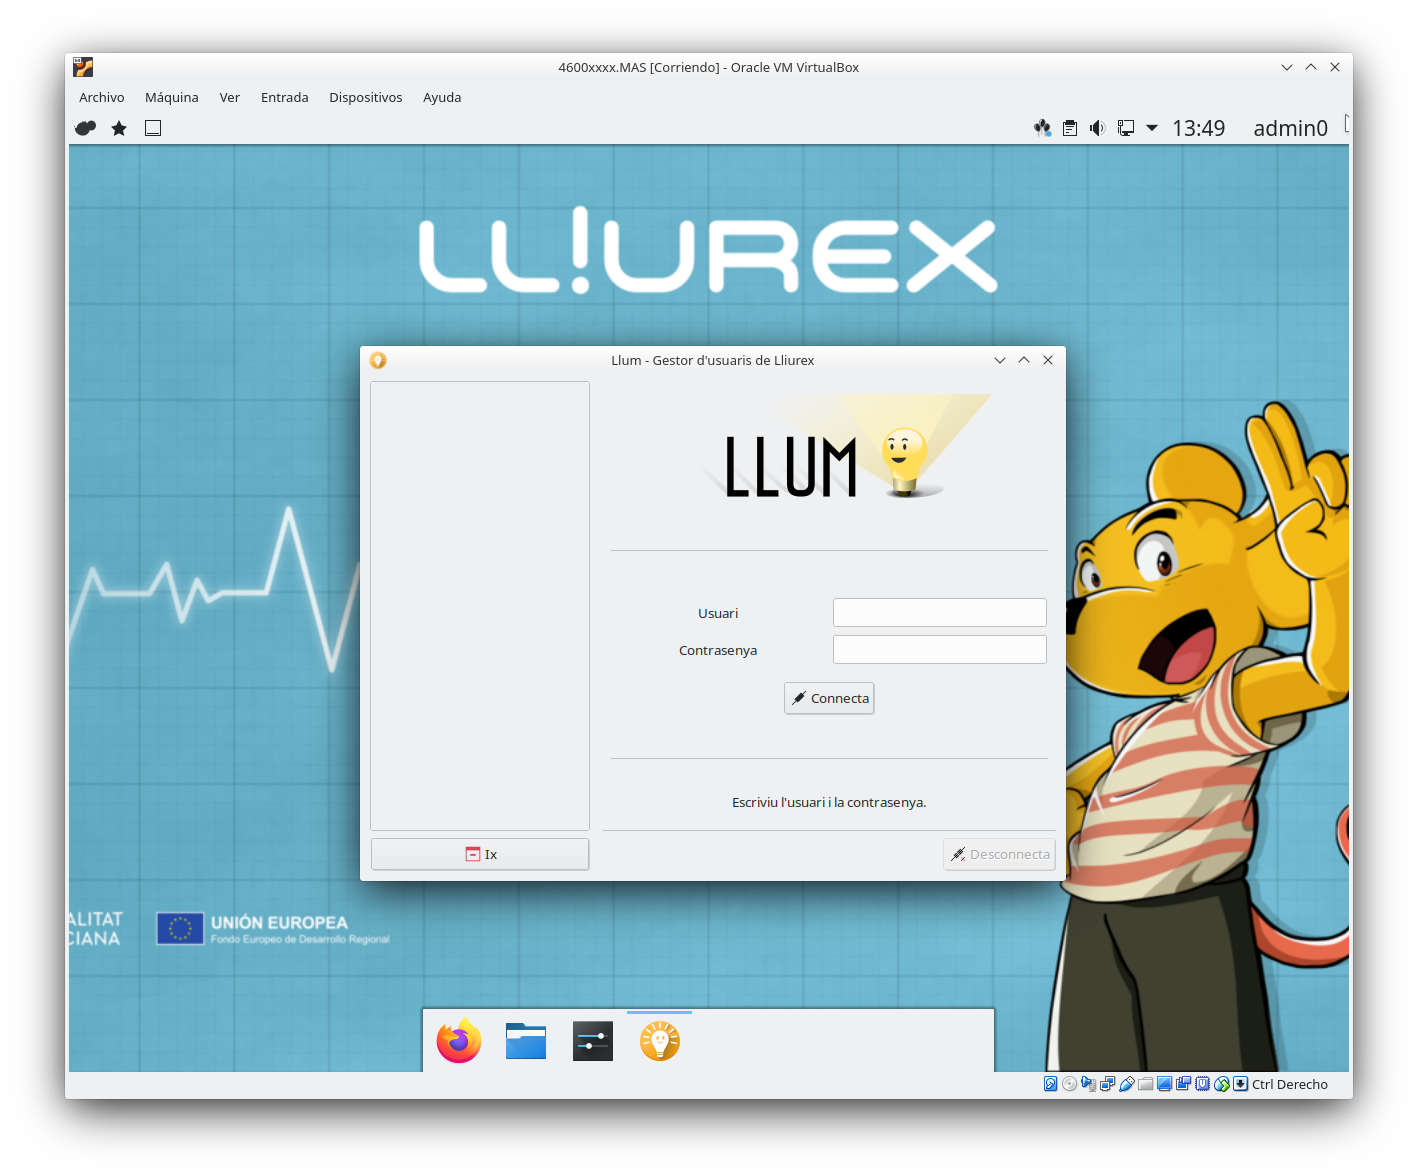 4600xxxx.MAS [Corriendo] - Oracle VM VirtualBox
Archivo Máquina Ver Entrada Dispositivos Ayuda
13:49 admin0
LL!UREX
Llum - Gestor d'usuaris de Lliurex
LLUM
Usuari
Contrasenya
Connecta
Escriviu l'usuari i la contrasenya.
Ix
Desconnecta
ALITAT
CIANA
UNIÓN EUROPEA
Fondo Europeo de Desarrollo Regional
Ctrl Derecho